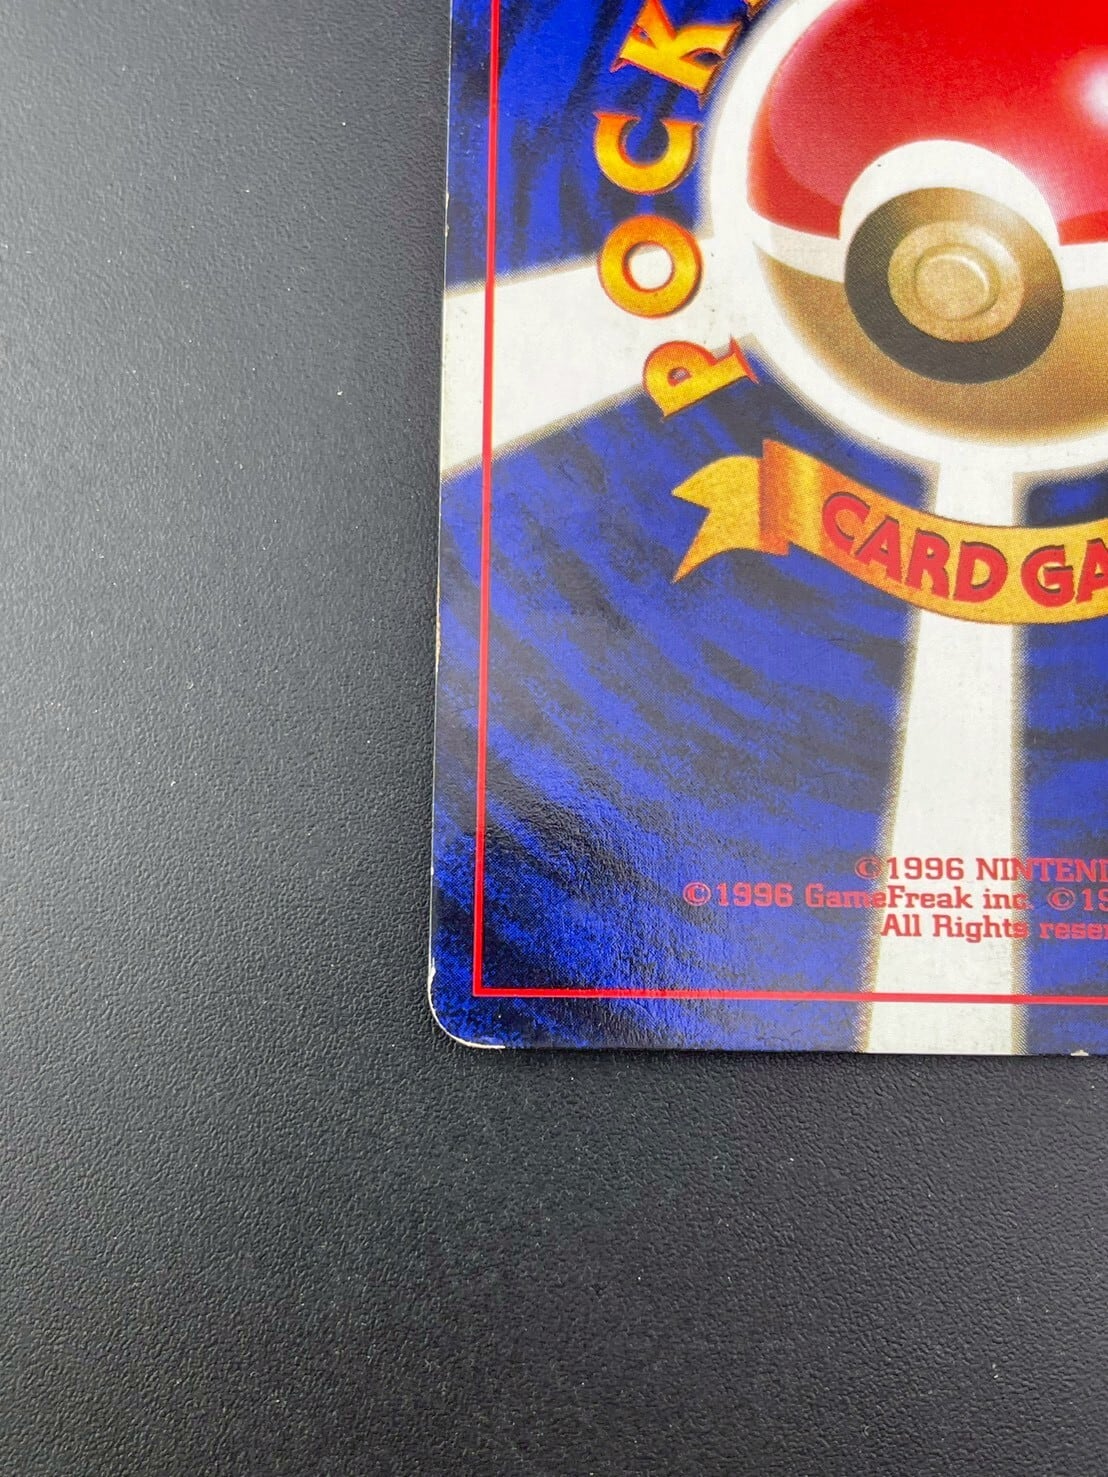 POCK
CARD GA
©1996 NINTEND
©1996 GameFreak inc. ©19
All Rights reser